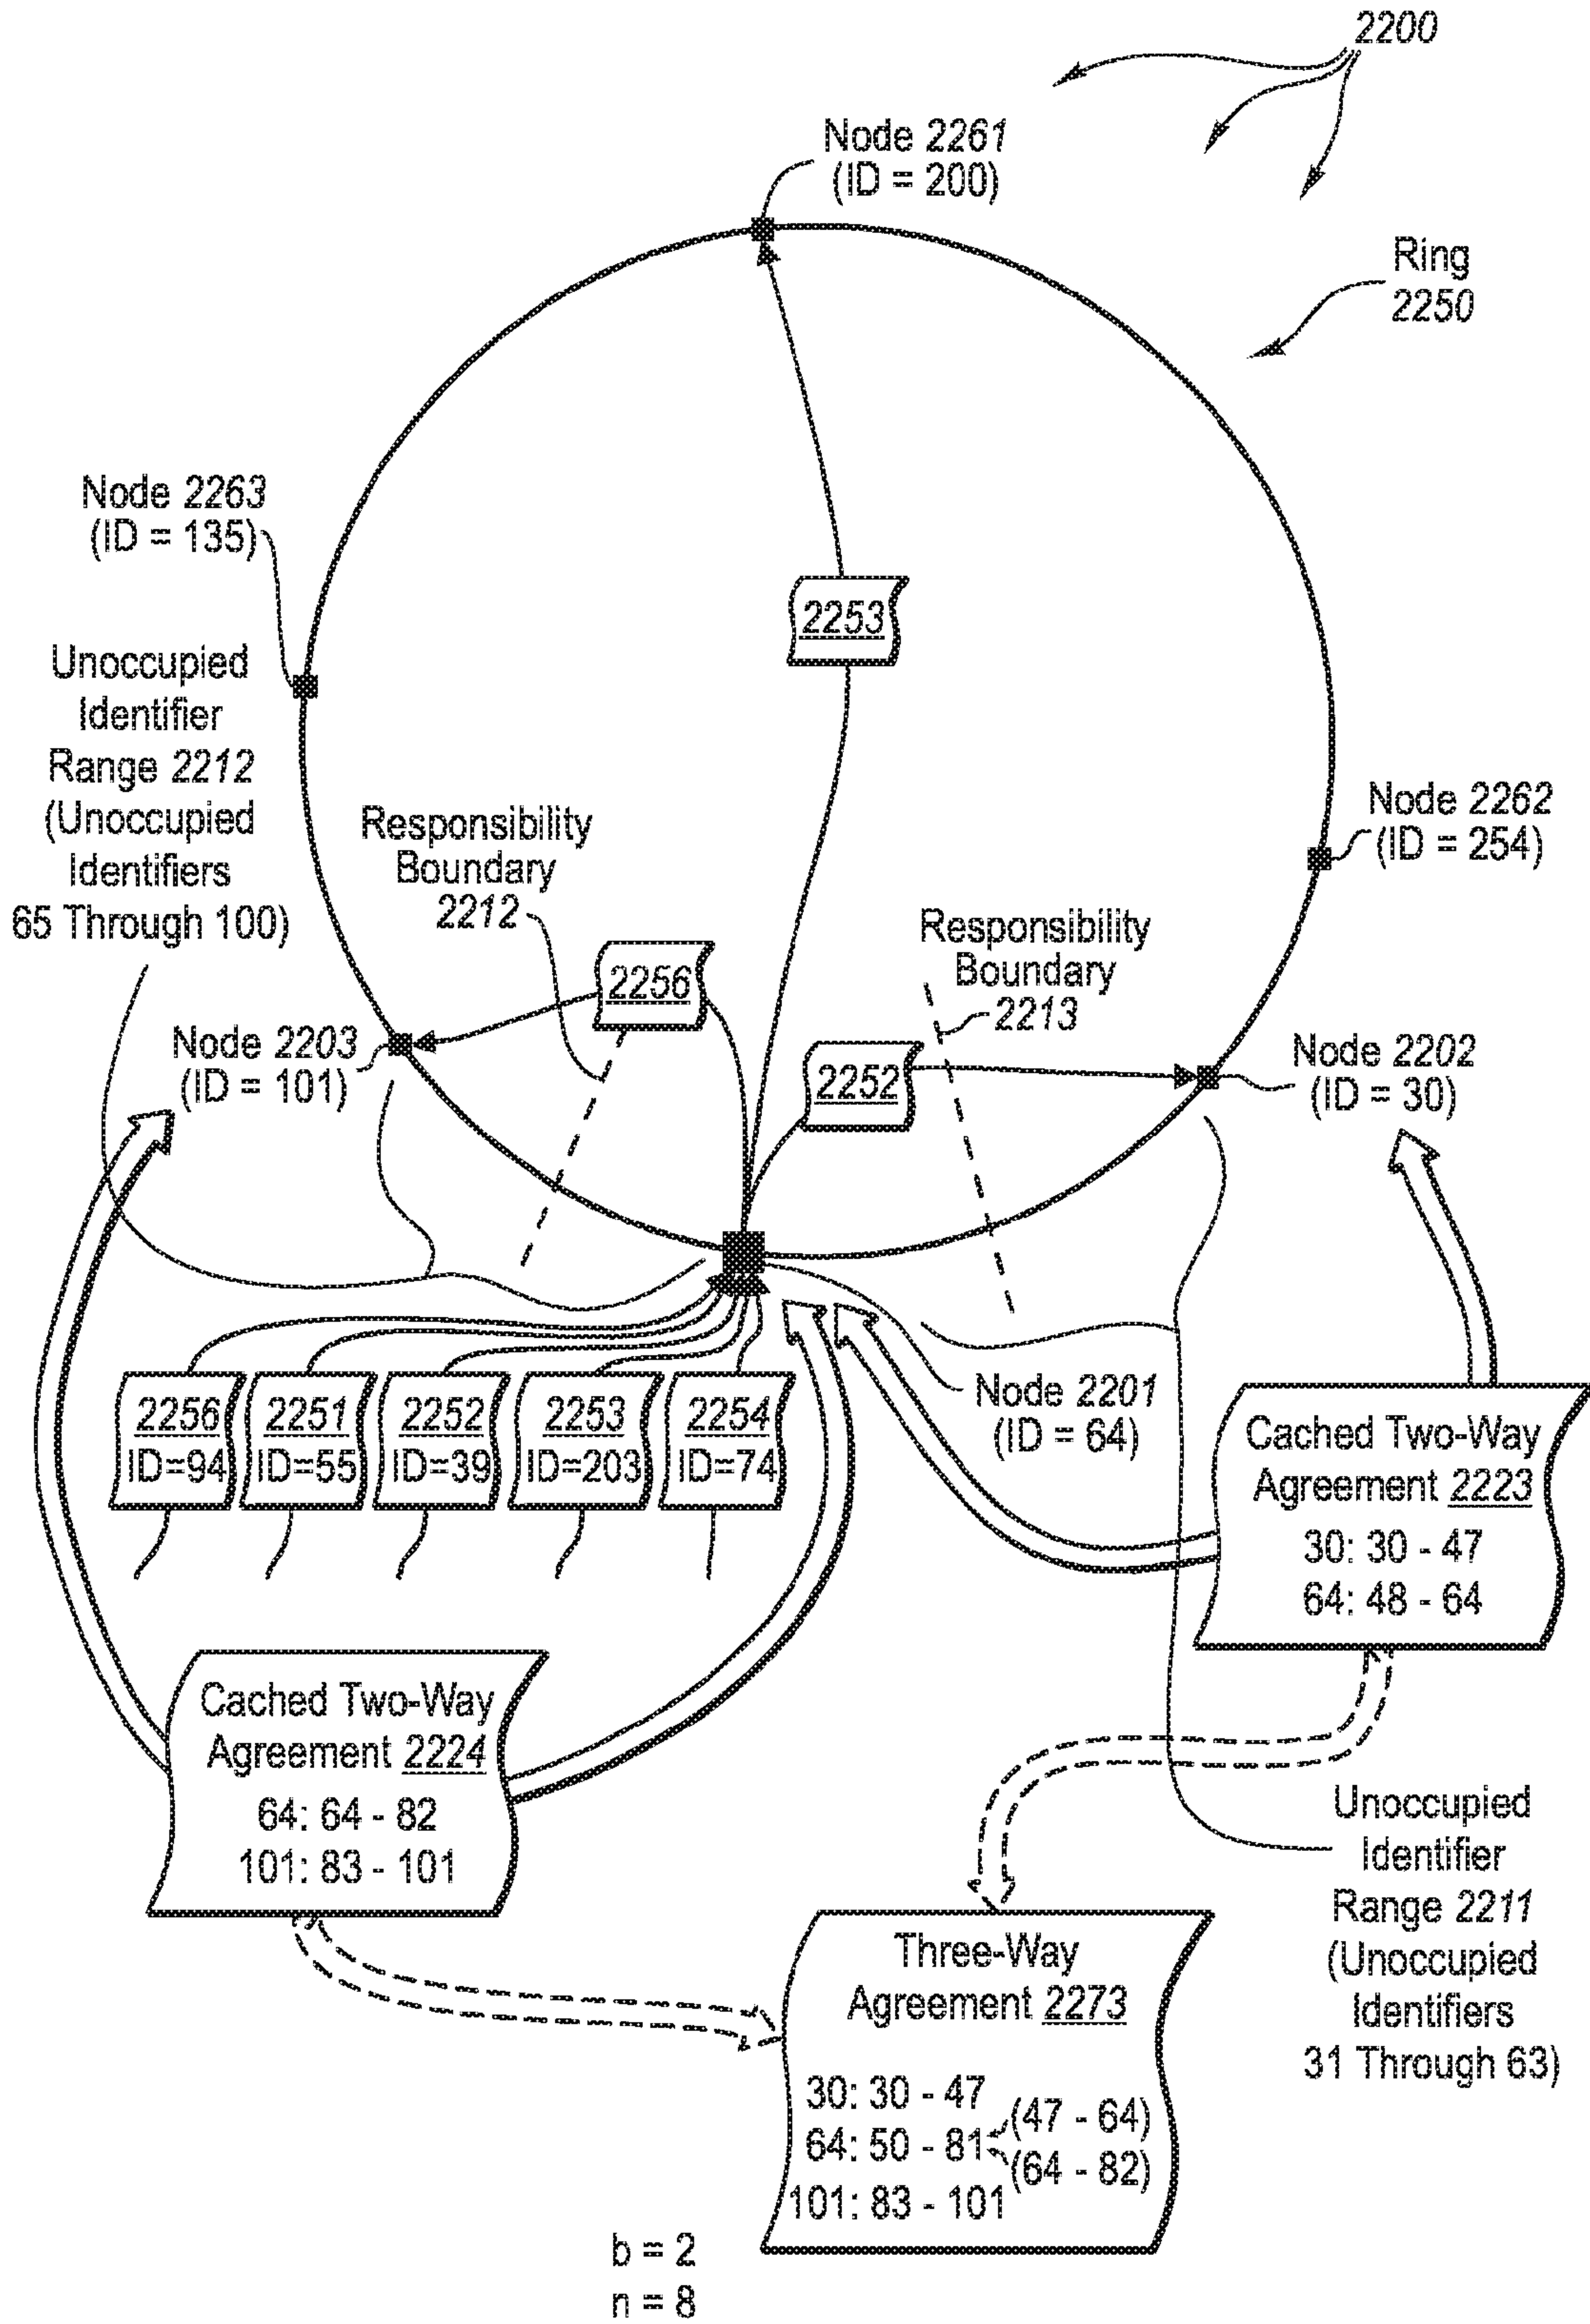 2200
Node 2261
(ID = 200)
Ring
2250
Node 2263
(ID = 135)
2253
Unoccupied
Identifier
Range 2212
(Unoccupied
Identifiers
65 Through 100)
Responsibility
Boundary
2212
Node 2262
(ID = 254)
Responsibility
Boundary
2213
2256
Node 2203
(ID = 101)
2252
Node 2202
(ID = 30)
2256
ID=94
2251
ID=55
2252
ID=39
2253
ID=203
2254
ID=74
Node 2201
(ID = 64)
Cached Two-Way
Agreement 2223
30: 30 - 47
64: 48 - 64
Cached Two-Way
Agreement 2224
64: 64 - 82
101: 83 - 101
Unoccupied
Identifier
Range 2211
(Unoccupied
Identifiers
31 Through 63)
Three-Way
Agreement 2273
30: 30 - 47
64: 50 - 81
(47 - 64)
(64 - 82)
101: 83 - 101
b = 2
n = 8